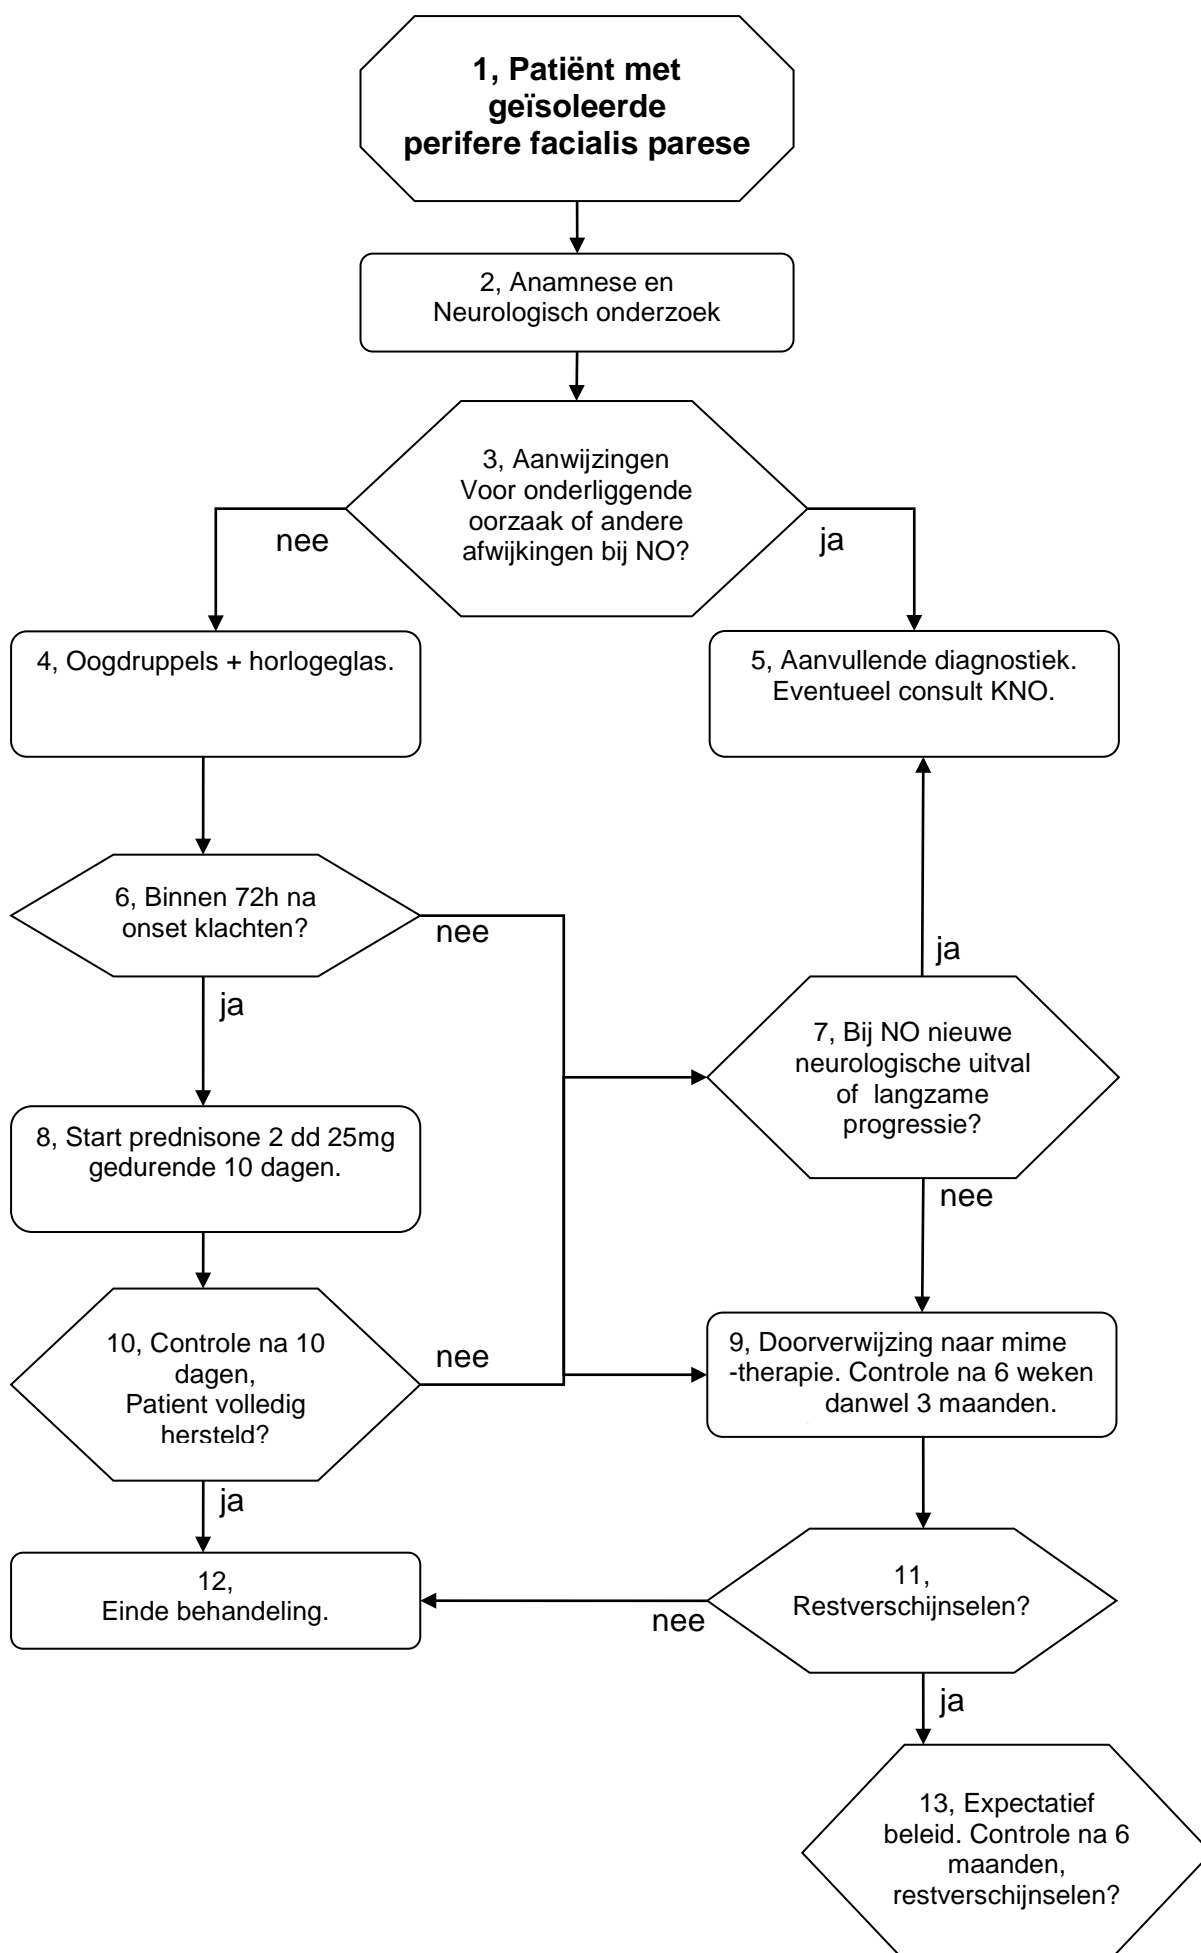 1, Patiënt met
geïsoleerde
perifere facialis parese
2, Anamnese en
Neurologisch onderzoek
3, Aanwijzingen
Voor onderliggende
oorzaak of andere
afwijkingen bij NO?
nee
ja
4, Oogdruppels + horlogeglas.
5, Aanvullende diagnostiek.
Eventueel consult KNO.
6, Binnen 72h na
onset klachten?
nee
ja
ja
7, Bij NO nieuwe
neurologische uitval
of langzame
progressie?
nee
8, Start prednisone 2 dd 25mg
gedurende 10 dagen.
10, Controle na 10
dagen,
Patient volledig
hersteld?
nee
ja
9, Doorverwijzing naar mime
-therapie. Controle na 6 weken
danwel 3 maanden.
12,
Einde behandeling.
11,
Restverschijnselen?
nee
ja
13, Expectatief
beleid. Controle na 6
maanden,
restverschijnselen?